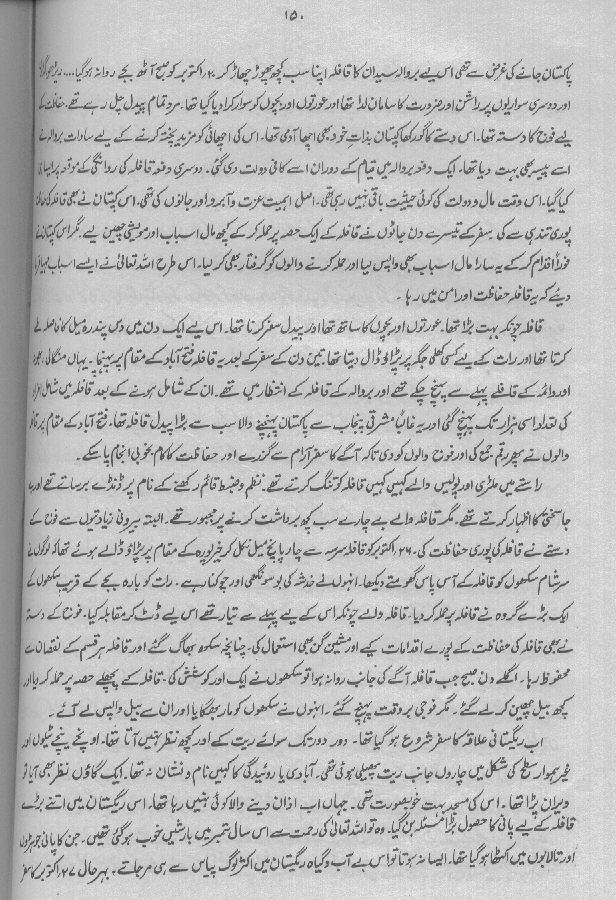 ۱۵۰
پاکستان جانے کی غرض سے تھی اس لیے بروالہ سیدان کا قافلہ اپنا سب کچھ چھوڑ چھاڑ کر ۲۰ اکتوبر کو صبح آٹھ بجے روانہ ہوگیا....
اور دوسری سواریوں پر راشن اور ضرورت کا سامان لدا تھا اور عورتوں اور بچوں کو سوار کرا دیا گیا تھا۔ مرد تمام پیدل چل رہے تھے۔ حفاظت کے
لیے فوج کا دستہ تھا۔ اس دستے کا گورکھا کپتان بذات خود بھی اچھا آدمی تھا۔ اس کی اچھائی کو مزید پختہ کرنے کے لیے سادات بروالہ نے
اسے پیسہ بھی بہت دیا تھا۔ ایک دفعہ بروالہ میں قیام کے دوران اسے کافی دولت دی گئی۔ دوسری دفعہ قافلہ کی روانگی کے موقعہ پر ایسا ہی
کیا گیا۔ اس وقت مال و دولت کی کوئی حیثیت باقی نہیں رہی تھی۔ اصل اہمیت عزت و آبرو اور جانوں کی تھی۔ اس کپتان نے بھی قافلہ کی حفاظت
پوری تندہی سے کی۔ سفر کے تیسرے دن جاٹوں نے قافلہ کے ایک حصہ پر حملہ کر کے کچھ مال اسباب اور مویشی چھین لیے۔ مگر اس کپتان نے
فوراً اقدام کر کے یہ سارا مال اسباب بھی واپس لیا اور حملہ کرنے والوں کو گرفتار بھی کر لیا۔ اس طرح اللہ تعالیٰ نے ایسے اسباب مہیا فرما
دیئے کہ یہ قافلہ حفاظت اور امن میں رہا۔
قافلہ چونکہ بہت بڑا تھا۔ عورتوں اور بچوں کا ساتھ تھا اور پیدل سفر کرنا تھا۔ اس لیے ایک دن میں دس پندرہ میل کا فاصلہ طے
کرتا تھا اور رات کے لیے کسی کھلی جگہ پر پڑاؤ ڈال دیتا تھا۔ تین دن کے سفر کے بعد یہ قافلہ فتح آباد کے مقام پر پہنچا۔ یہاں منگالی،
اور دائمہ کے قافلے پہلے سے پہنچ چکے تھے اور بروالہ کے قافلہ کے انتظار میں تھے۔ ان کے شامل ہونے کے بعد قافلہ میں شامل افراد
کی تعداد اسی ہزار تک پہنچ گئی اور یہ غالباً مشرقی پنجاب سے پاکستان پہنچنے والا سب سے بڑا پیدل قافلہ تھا۔ فتح آباد کے مقام پر قافلہ
والوں نے پھر رقم جمع کی اور فوج والوں کو دی تاکہ آگے کا سفر آرام سے گزرے اور حفاظت کا کام بخوبی انجام پا سکے۔
راستے میں ملٹری اور پولیس والے کہیں کہیں قافلہ کو تنگ کرتے تھے۔ نظم و ضبط قائم رکھنے کے نام پر ڈنڈے برساتے تھے اور بے
جا سختی کا اظہار کرتے تھے۔ مگر قافلہ والے بے چارے سب کچھ برداشت کرنے پر مجبور تھے۔ البتہ بیرونی زیادتیوں سے فوج کے
دستے نے قافلہ کی پوری حفاظت کی۔ ۲۶ اکتوبر کو قافلہ سرسہ سے چار پانچ میل نکل کر خیرپورہ کے مقام پر پڑاؤ ڈالے ہوئے تھا کہ لوگوں نے
سرشام سکھوں کو قافلہ کے آس پاس گھومتے دیکھا۔ انہوں نے خدشہ کی بو سونگھی اور چوکنا رہے۔ رات کو بارہ بجے کے قریب سکھوں کے
ایک بڑے گروہ نے قافلہ پر حملہ کر دیا۔ قافلہ والے چونکہ اس کے لیے پہلے سے تیار تھے اس لیے ڈٹ کر مقابلہ کیا۔ فوج کے دستہ
نے بھی قافلہ کی حفاظت کے پورے اقدامات کیے اور مشین گن بھی استعمال کی۔ چنانچہ سکھ بھاگ گئے اور قافلہ ہر قسم کے نقصان سے
محفوظ رہا۔ اگلے دن صبح جب قافلہ آگے کی جانب روانہ ہوا تو سکھوں نے ایک اور کوشش کی۔ قافلہ کے پچھلے حصہ پر حملہ کر دیا اور
کچھ بیل چھین کر لے گئے۔ مگر فوجی بروقت پہنچ گئے۔ انہوں نے سکھوں کو مار بھگایا اور ان سے بیل واپس لے آئے۔
اب ریگستانی علاقہ کا سفر شروع ہو گیا تھا۔ دور دور تک سوائے ریت کے اور کچھ نظر نہیں آتا تھا۔ اونچے نیچے ٹیلوں اور
غیر ہموار سطح کی شکل میں چاروں جانب ریت پھیلی ہوئی تھی۔ آبادی یا روئیدگی کا کہیں نام و نشان نہ تھا۔ ایک گاؤں نظر بھی آیا تو
ویران پڑا تھا۔ اس کی مسجد بہت خوبصورت تھی۔ جہاں اب اذان دینے والا کوئی نہیں رہا تھا۔ اس ریگستان میں اتنے بڑے
قافلہ کے لیے پانی کا حصول بڑا مسئلہ بن گیا۔ وہ تو اللہ تعالیٰ کی رحمت سے اس سال ستمبر میں بارشیں خوب ہو گئی تھیں۔ جن کا پانی جوہڑوں
اور تالابوں میں اکٹھا ہو گیا تھا۔ ایسا نہ ہوتا تو اس بے آب و گیاہ ریگستان میں اکثر لوگ پیاس سے ہی مر جاتے۔ بہرحال ۲۷ اکتوبر کا سفر